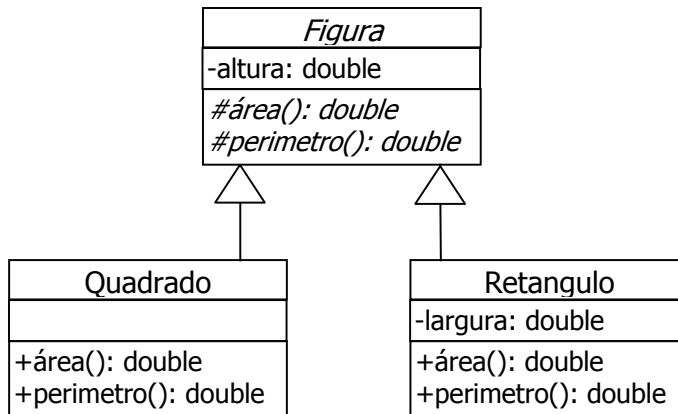 Figura
-altura: double
#área(): double
#perimetro(): double
Quadrado
+área(): double
+perimetro(): double
Retangulo
-largura: double
+área(): double
+perimetro(): double